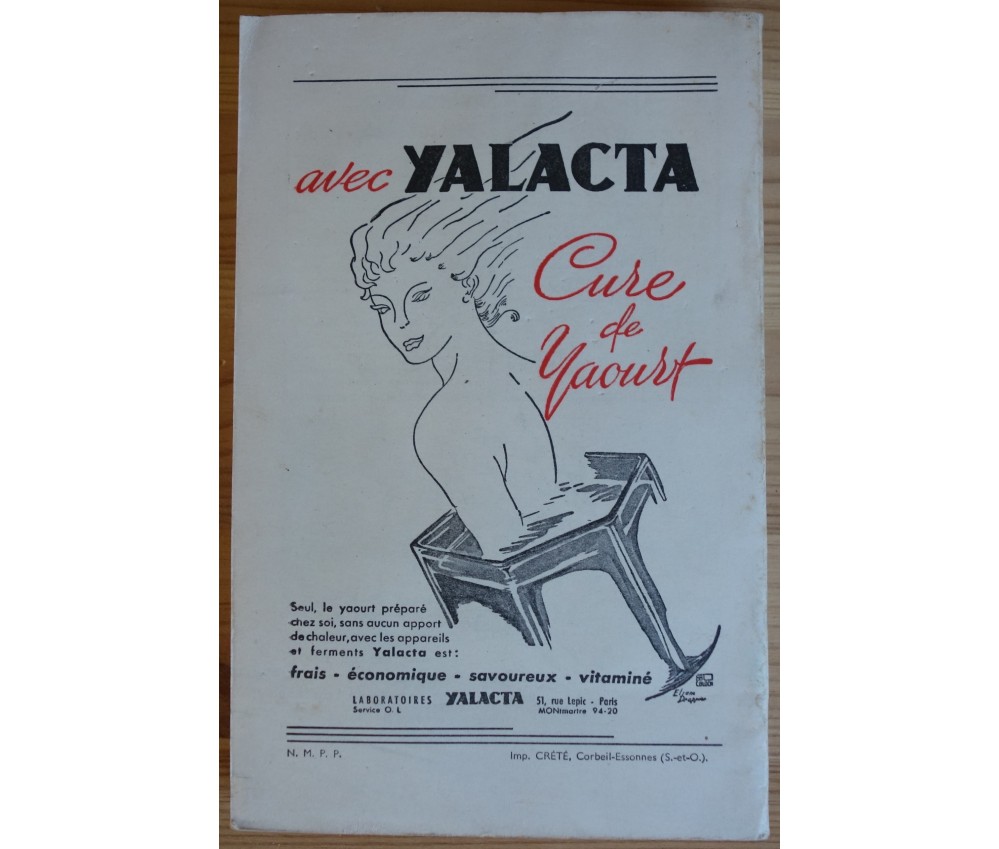 avec YALACTA
Cure
de
Yaourt
Seul, le yaourt préparé
chez soi, sans aucun apport
de chaleur, avec les appareils
et ferments Yalacta est :
frais - économique - savoureux - vitaminé
LABORATOIRES YALACTA 51, rue Lepic - Paris
Service O. L MONtmartre 94-20
N. M. P. P. Imp. CRÉTÉ, Corbeil-Essonnes (S.-et-O.).